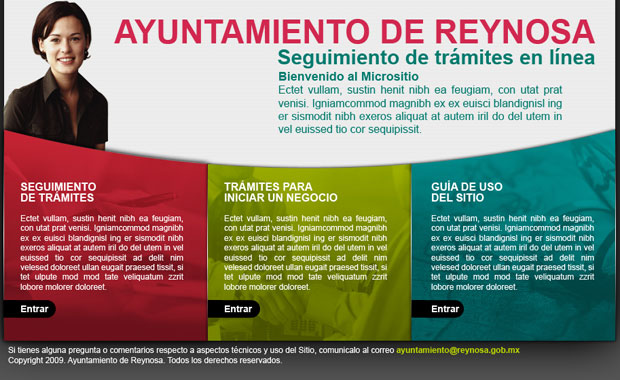 AYUNTAMIENTO DE REYNOSA
Seguimiento de trámites en línea
Bienvenido al Micrositio
Ectet vullam, sustin henit nibh ea feugiam, con utat prat
venisi. Igniamcommod magnibh ex ex euisci blandignisl ing
er sismodit nibh exeros aliquat at autem iril do del utem in
vel euissed tio cor sequipissit.
SEGUIMIENTO
DE TRÁMITES
Ectet vullam, sustin henit nibh ea feugiam,
con utat prat venisi. Igniamcommod magnibh
ex ex euisci blandignisl ing er sismodit nibh
exeros aliquat at autem iril do del utem in vel
euissed tio cor sequipissit ad delit nim
velesed doloreet ullan eugait praesed tissit, si
tet ulpute mod mod tate veliquatum zzrit
lobore molorer doloreet.
Entrar
TRÁMITES PARA
INICIAR UN NEGOCIO
Ectet vullam, sustin henit nibh ea feugiam,
con utat prat venisi. Igniamcommod magnibh
ex ex euisci blandignisl ing er sismodit nibh
exeros aliquat at autem iril do del utem in vel
euissed tio cor sequipissit ad delit nim
velesed doloreet ullan eugait praesed tissit, si
tet ulpute mod mod tate veliquatum zzrit
lobore molorer doloreet.
Entrar
GUÍA DE USO
DEL SITIO
Ectet vullam, sustin henit nibh ea feugiam,
con utat prat venisi. Igniamcommod magnibh
ex ex euisci blandignisl ing er sismodit nibh
exeros aliquat at autem iril do del utem in vel
euissed tio cor sequipissit ad delit nim
velesed doloreet ullan eugait praesed tissit, si
tet ulpute mod mod tate veliquatum zzrit
lobore molorer doloreet.
Entrar
Si tienes alguna pregunta o comentarios respecto a aspectos técnicos y uso del Sitio, comunicalo al correo ayuntamiento@reynosa.gob.mx
Copyright 2009. Ayuntamiento de Reynosa. Todos los derechos reservados.